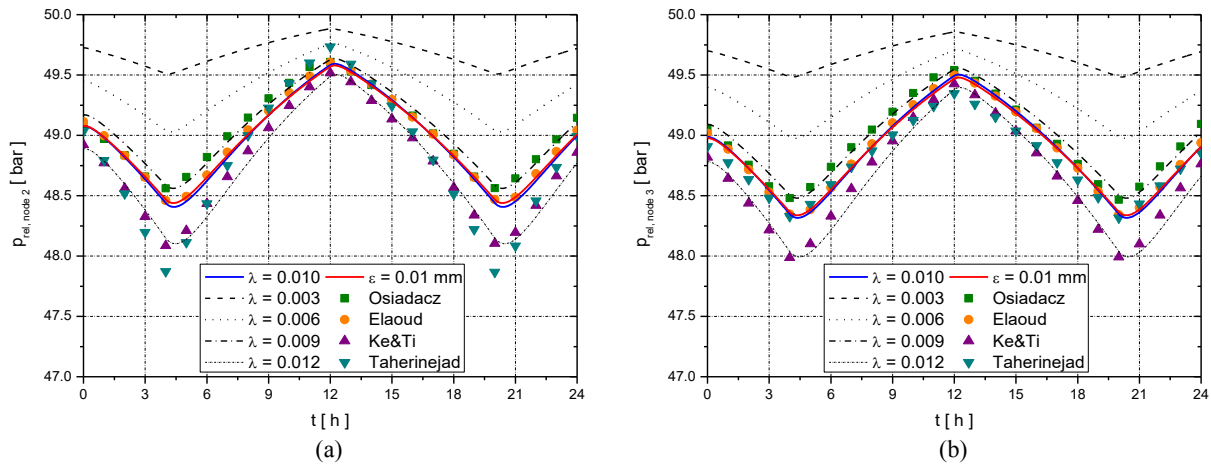 50.0
49.5
49.0
48.5
48.0
47.5
47.0
p rel, node 2 [ bar ]
λ = 0.010
λ = 0.003
λ = 0.006
λ = 0.009
λ = 0.012
ε = 0.01 mm
Osiadacz
Elaoud
Ke&Ti
Taherinejad
0 3 6 9 12 15 18 21 24
t [ h ]
(a)
50.0
49.5
49.0
48.5
48.0
47.5
47.0
p rel, node 3 [ bar ]
λ = 0.010
λ = 0.003
λ = 0.006
λ = 0.009
λ = 0.012
ε = 0.01 mm
Osiadacz
Elaoud
Ke&Ti
Taherinejad
0 3 6 9 12 15 18 21 24
t [ h ]
(b)